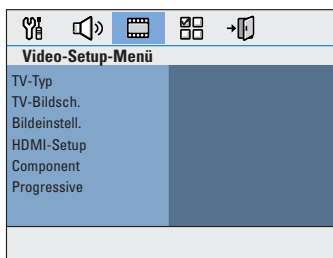 Video-Setup-Menü
TV-Typ
TV-Bildsch.
Bildeinstell.
HDMI-Setup
Component
Progressive